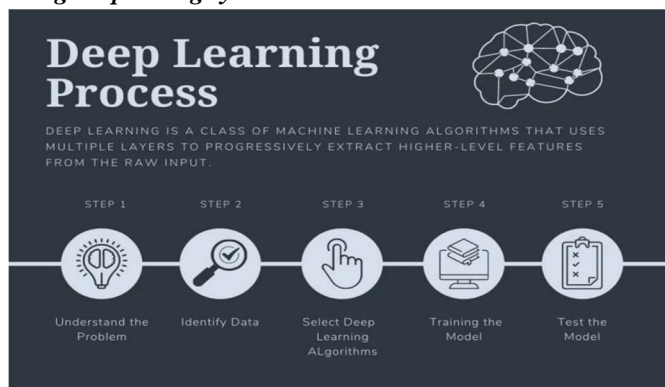 Deep Learning
Process
DEEP LEARNING IS A CLASS OF MACHINE LEARNING ALGORITHMS THAT USES
MULTIPLE LAYERS TO PROGRESSIVELY EXTRACT HIGHER-LEVEL FEATURES
FROM THE RAW INPUT.
STEP 1
STEP 2
STEP 3
STEP 4
STEP 5
Understand the
Problem
Identify Data
Select Deep
Learning
ALgorithms
Training the
Model
Test the
Model